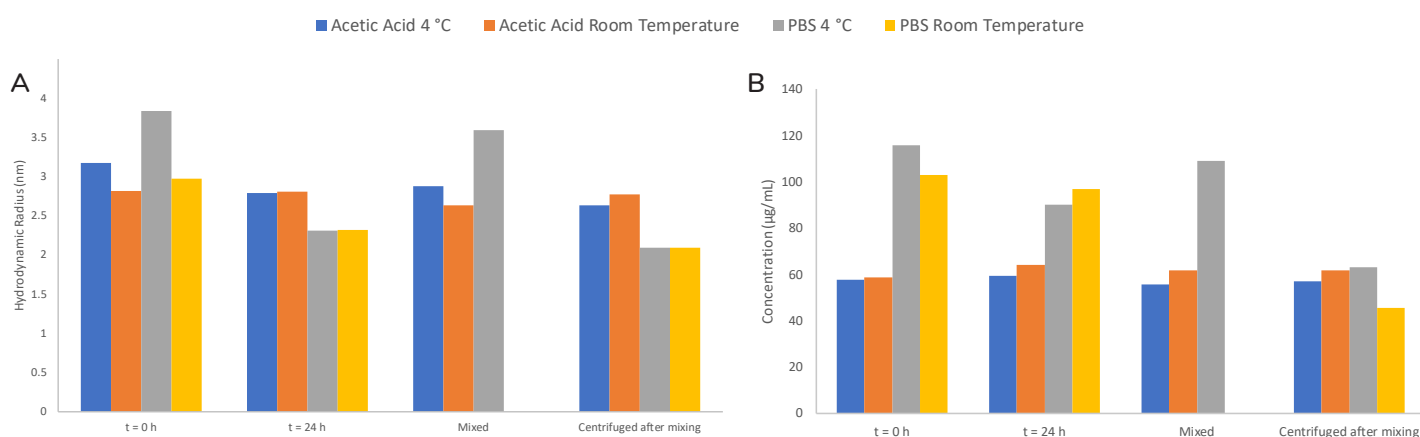 Acetic Acid 4 °C Acetic Acid Room Temperature PBS 4 °C PBS Room Temperature
A
Hydrodynamic Radius (nm)
4
3.5
3
2.5
2
1.5
1
0.5
0
t = 0 h t = 24 h Mixed Centrifuged after mixing
B
Concentration (µg/mL)
140
120
100
80
60
40
20
0
t = 0 h t = 24 h Mixed Centrifuged after mixing